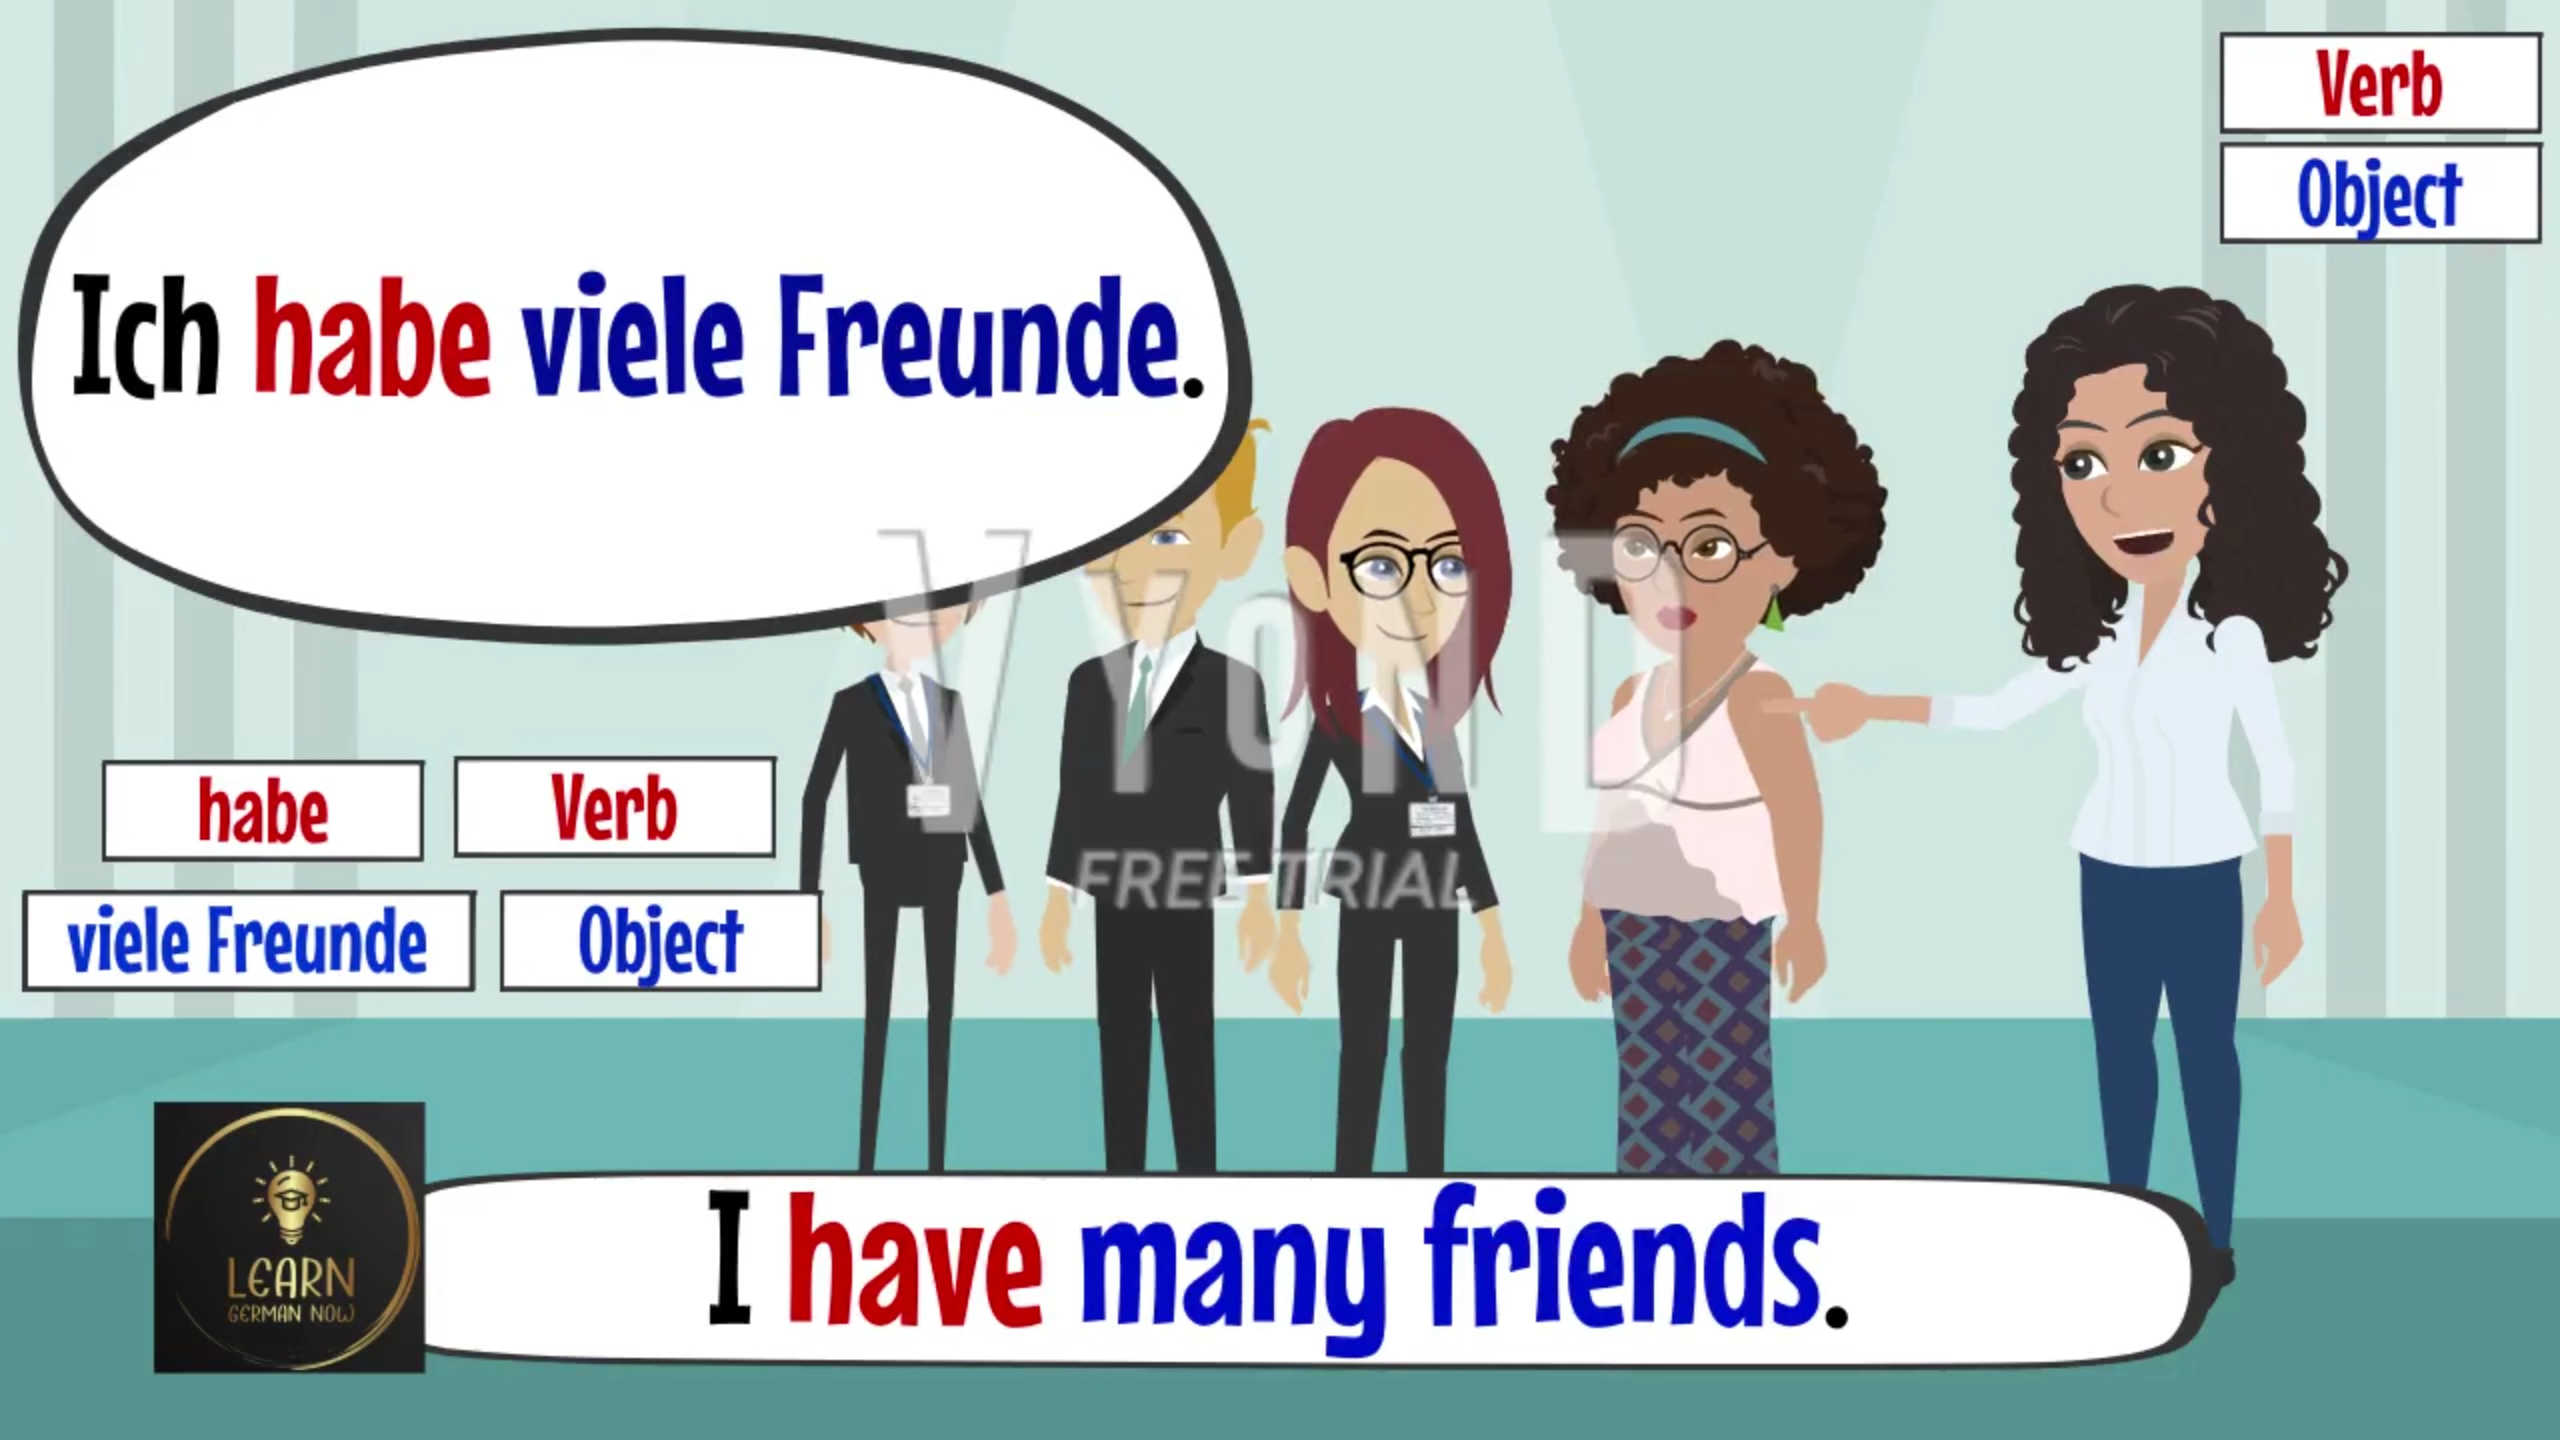 Verb
Object
Ich habe viele Freunde.
habe Verb
viele Freunde Object
VYOND
FREE TRIAL
LEARN
GERMAN NOW
I have many friends.